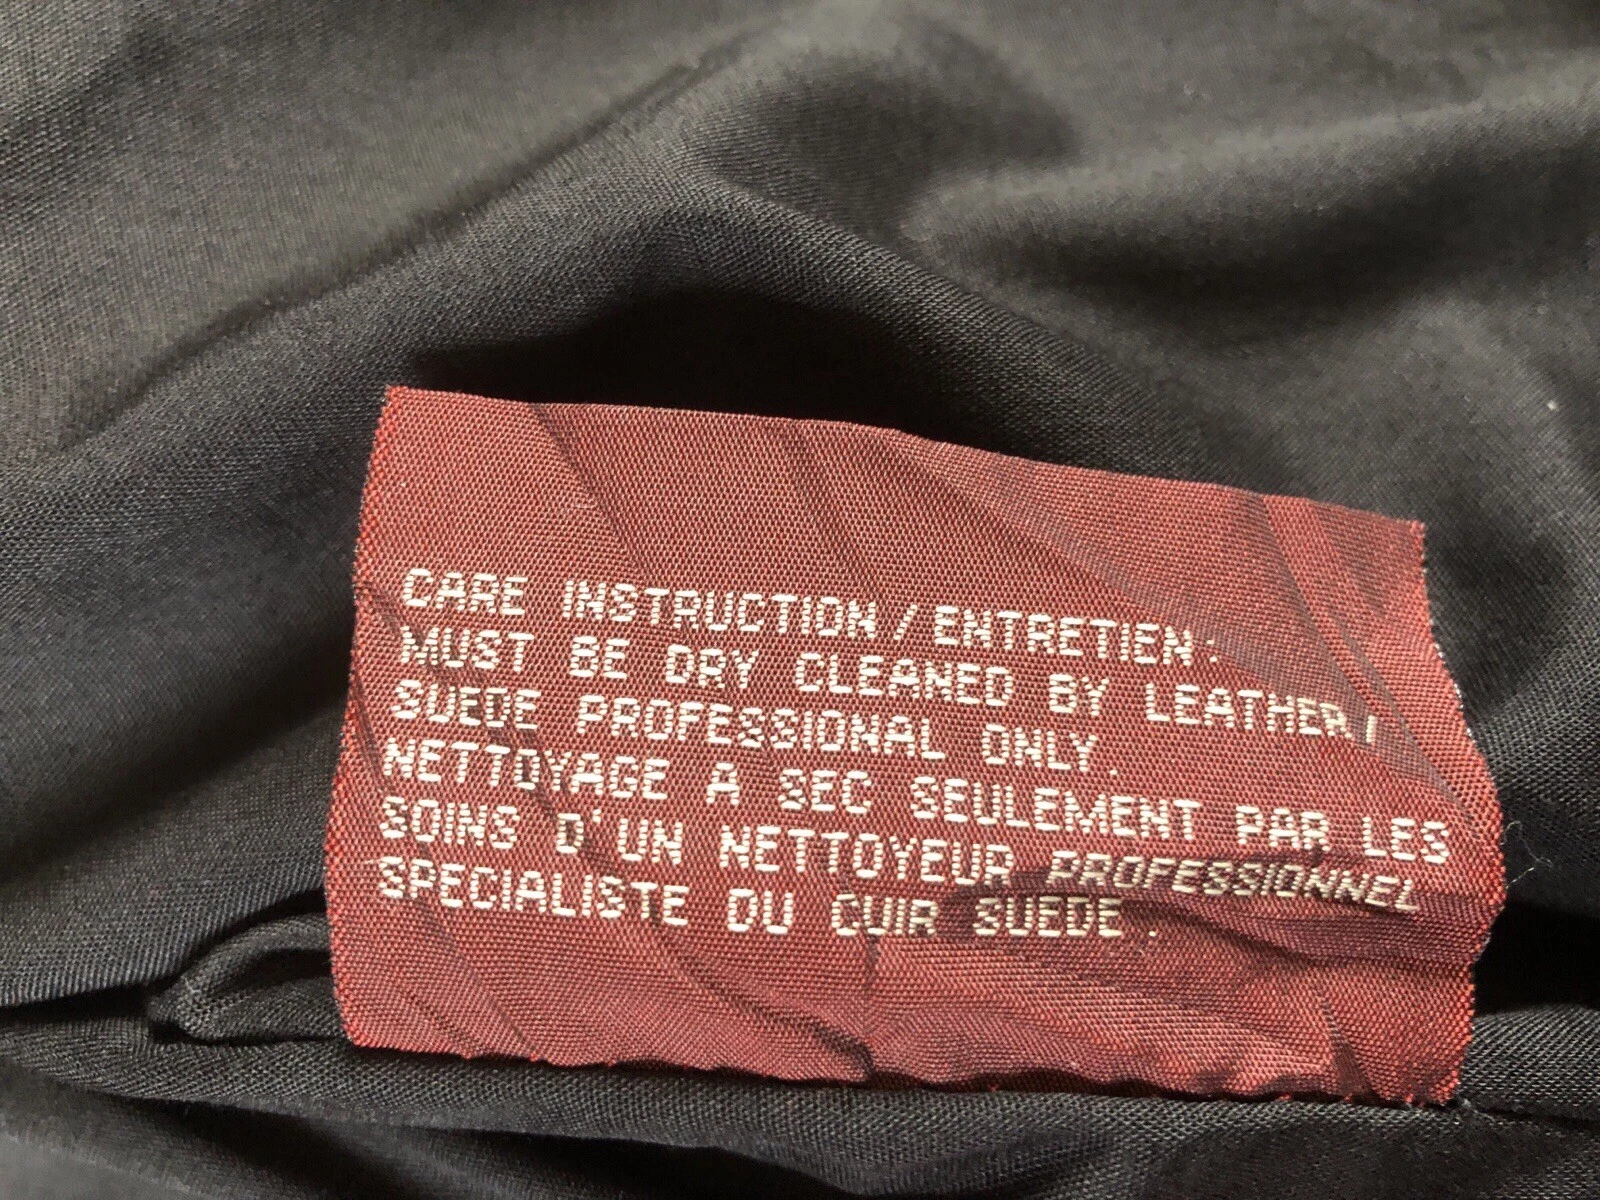 CARE INSTRUCTION / ENTRETIEN:
MUST BE DRY CLEANED BY LEATHER/
SUEDE PROFESSIONAL ONLY.
NETTOYAGE A SEC SEULEMENT PAR LES
SOINS D'UN NETTOYEUR PROFESSIONNEL
SPECIALISTE DU CUIR SUEDE.